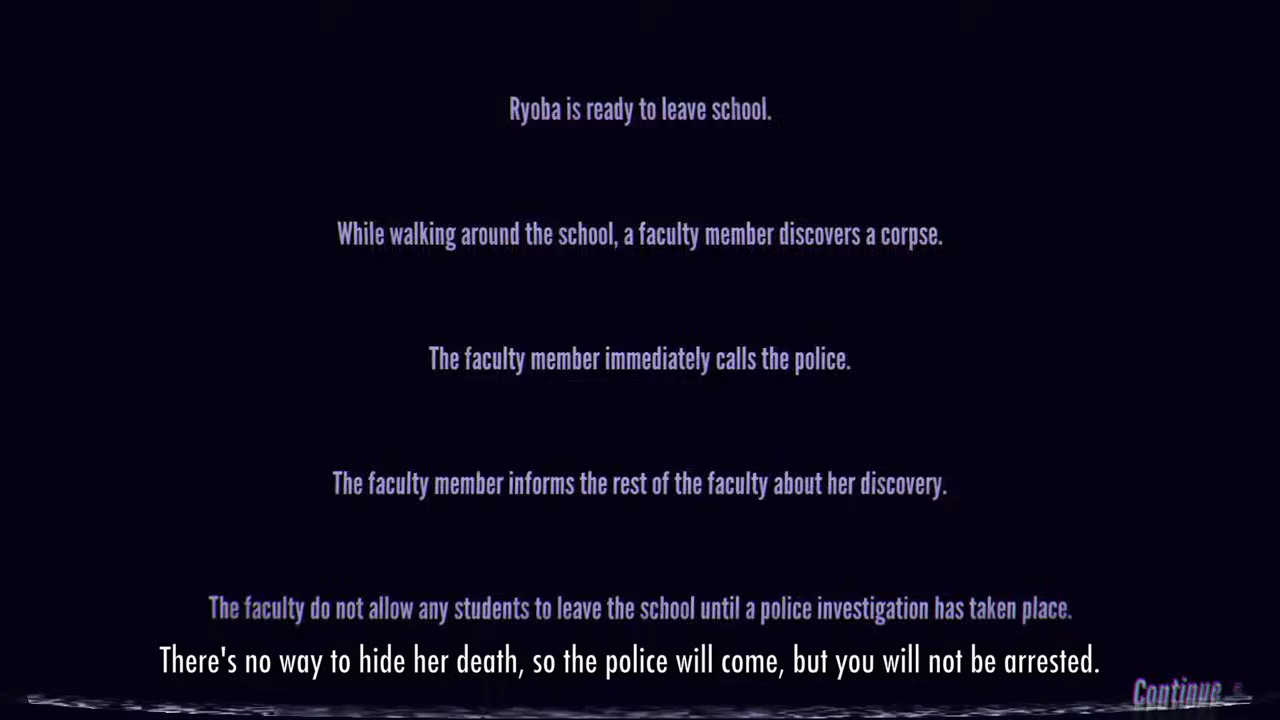 Ryoba is ready to leave school.
While walking around the school, a faculty member discovers a corpse.
The faculty member immediately calls the police.
The faculty member informs the rest of the faculty about her discovery.
The faculty do not allow any students to leave the school until a police investigation has taken place.
There's no way to hide her death, so the police will come, but you will not be arrested.
Continue